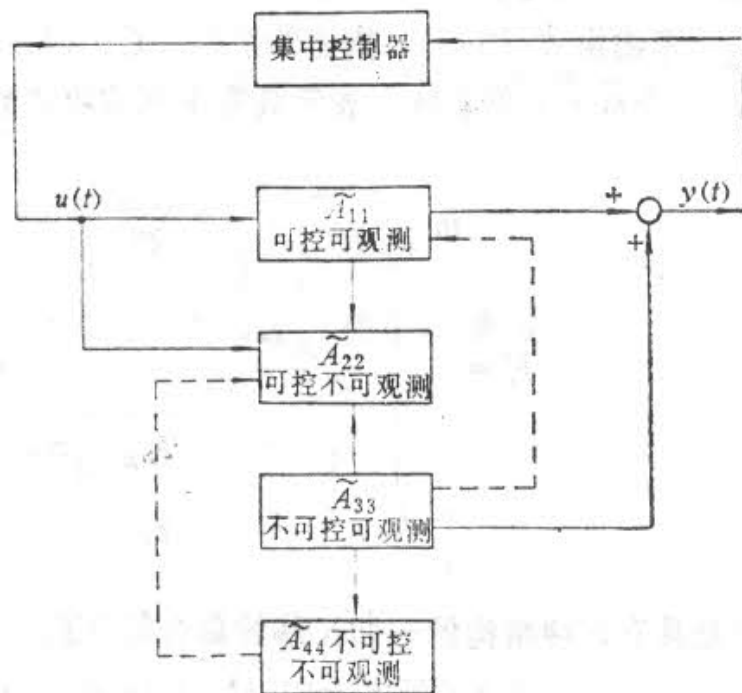 集中控制器
u(t)
Ã₁₁
可控可观测
+
y(t)
+
Ã₂₂
可控不可观测
Ã₃₃
不可控可观测
Ã₄₄不可控
不可观测